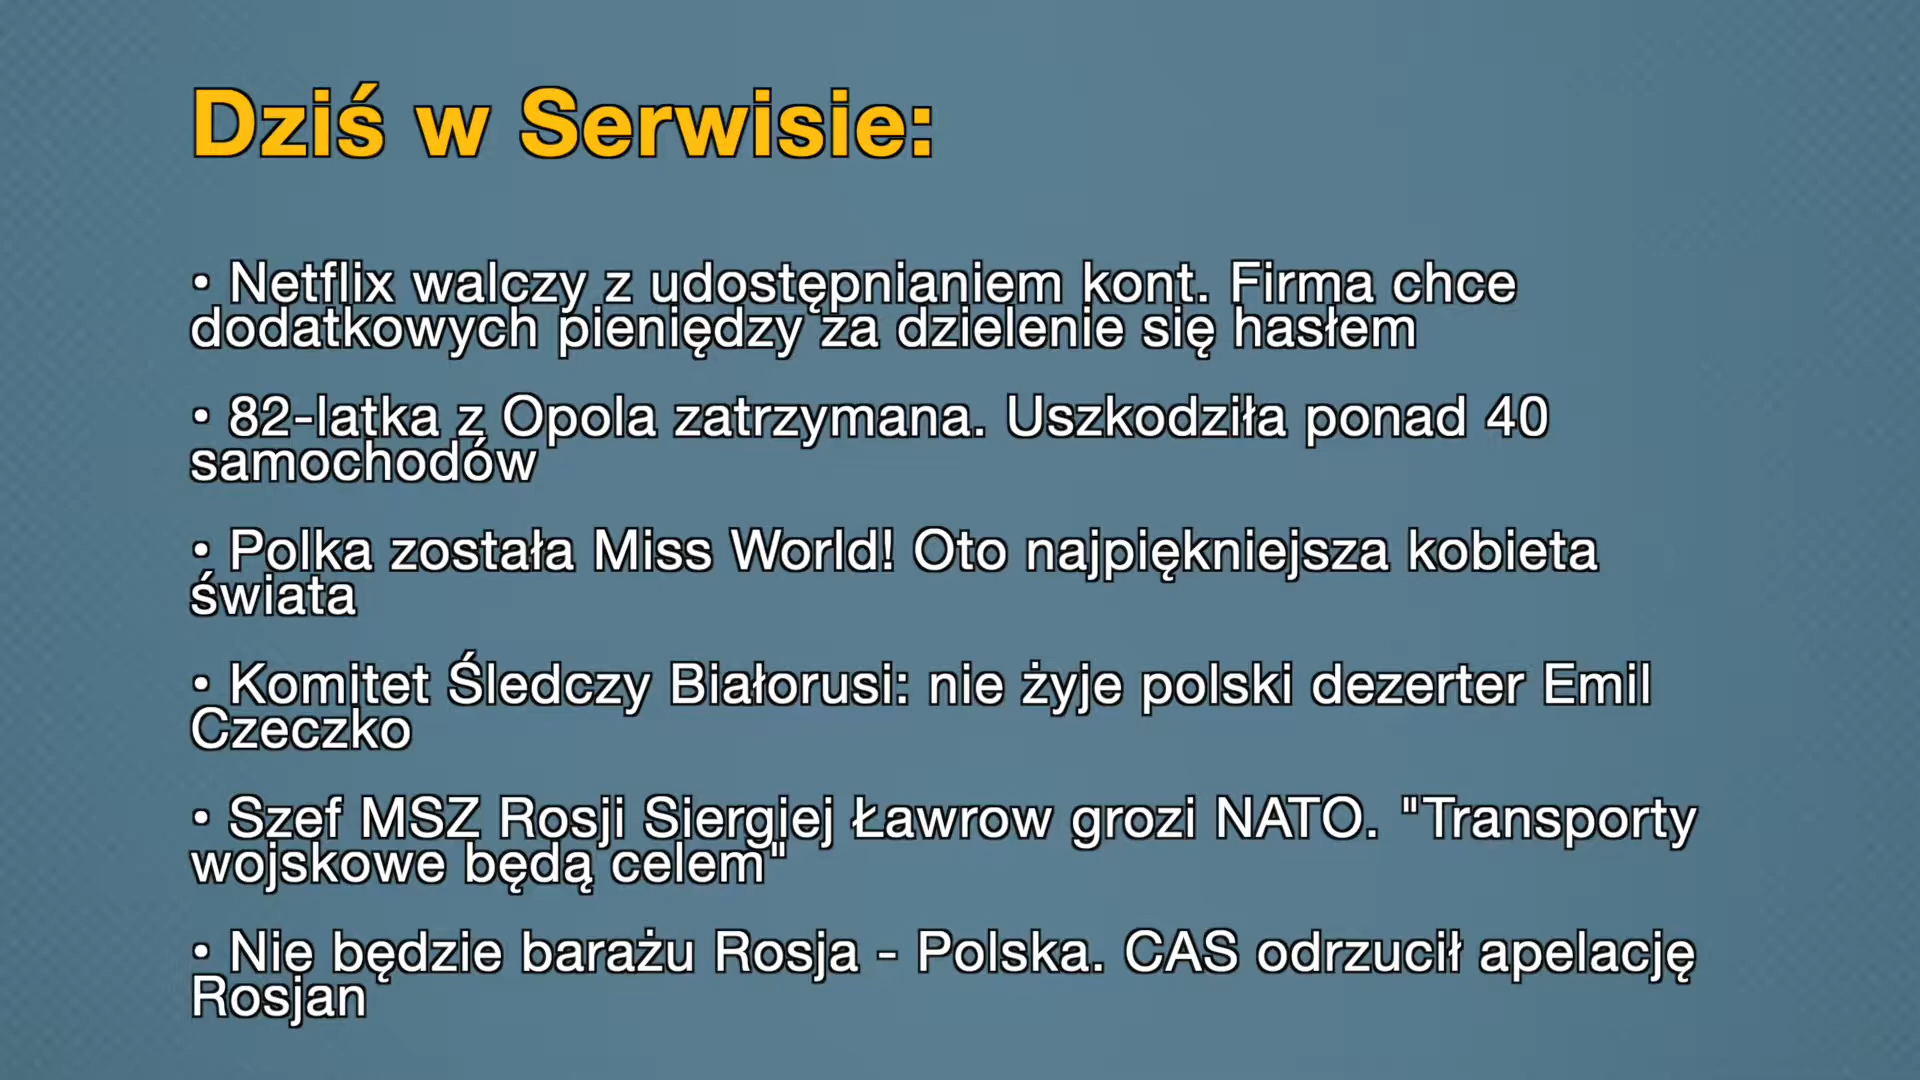 Dziś w Serwisie:
• Netflix walczy z udostępnianiem kont. Firma chce
dodatkowych pieniędzy za dzielenie się hasłem
• 82-latka z Opola zatrzymana. Uszkodziła ponad 40
samochodów
• Polka została Miss World! Oto najpiękniejsza kobieta
świata
• Komitet Śledczy Białorusi: nie żyje polski dezerter Emil
Czeczko
• Szef MSZ Rosji Siergiej Ławrow grozi NATO. "Transporty
wojskowe będą celem"
• Nie będzie barażu Rosja - Polska. CAS odrzucił apelację
Rosjan